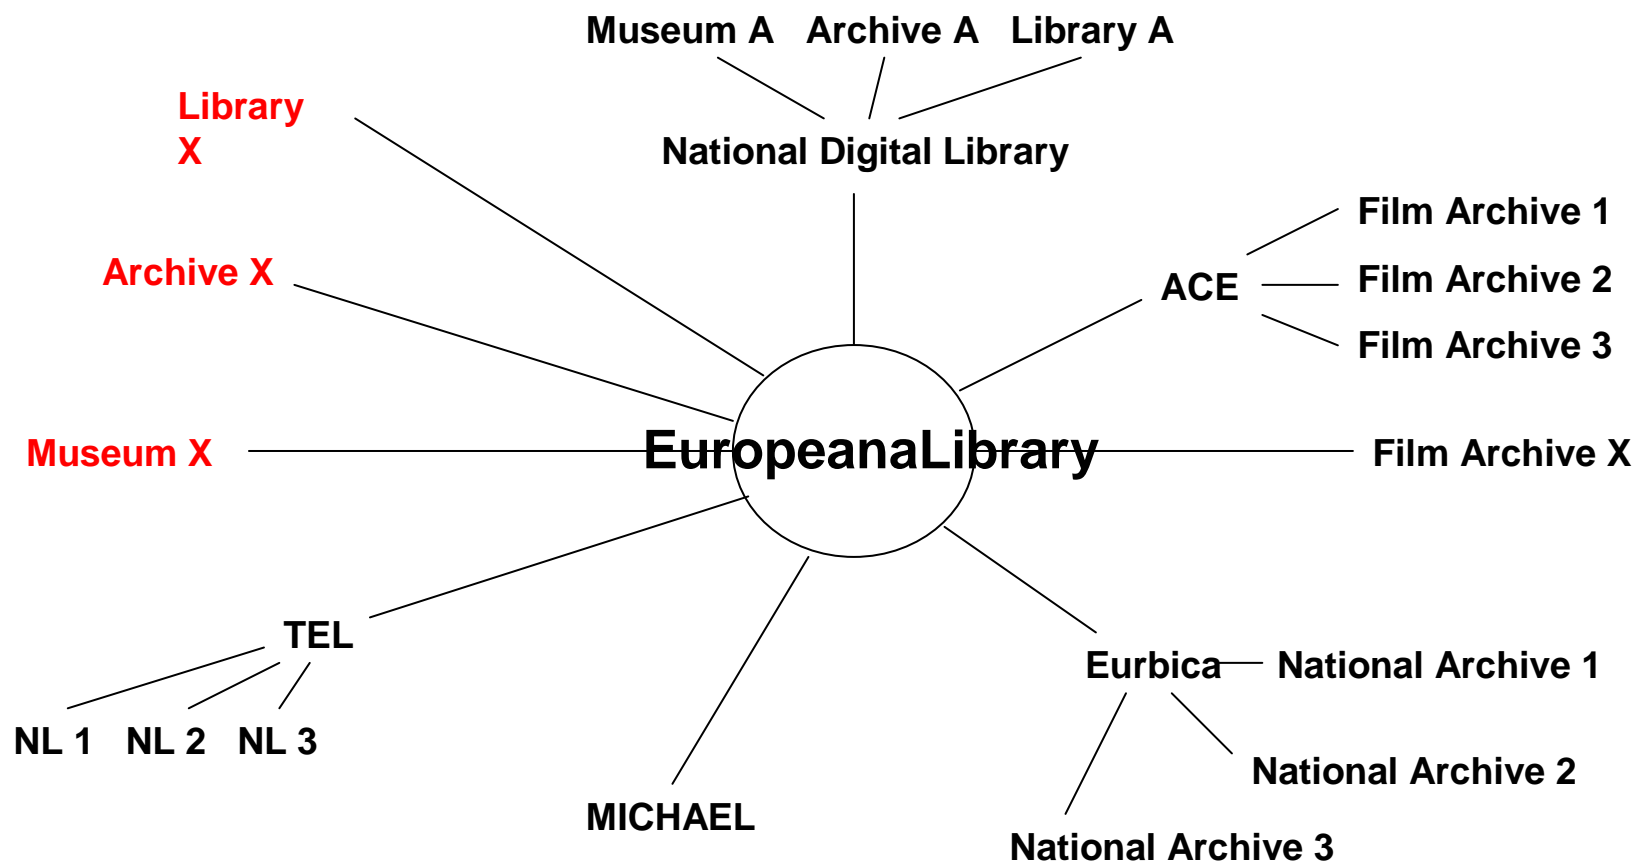 Museum A Archive A Library A
Library
X
National Digital Library
Film Archive 1
Archive X
ACE
Film Archive 2
Film Archive 3
Museum X
EuropeanaLibrary
Film Archive X
TEL
Eurbica
National Archive 1
NL 1 NL 2 NL 3
National Archive 2
MICHAEL
National Archive 3